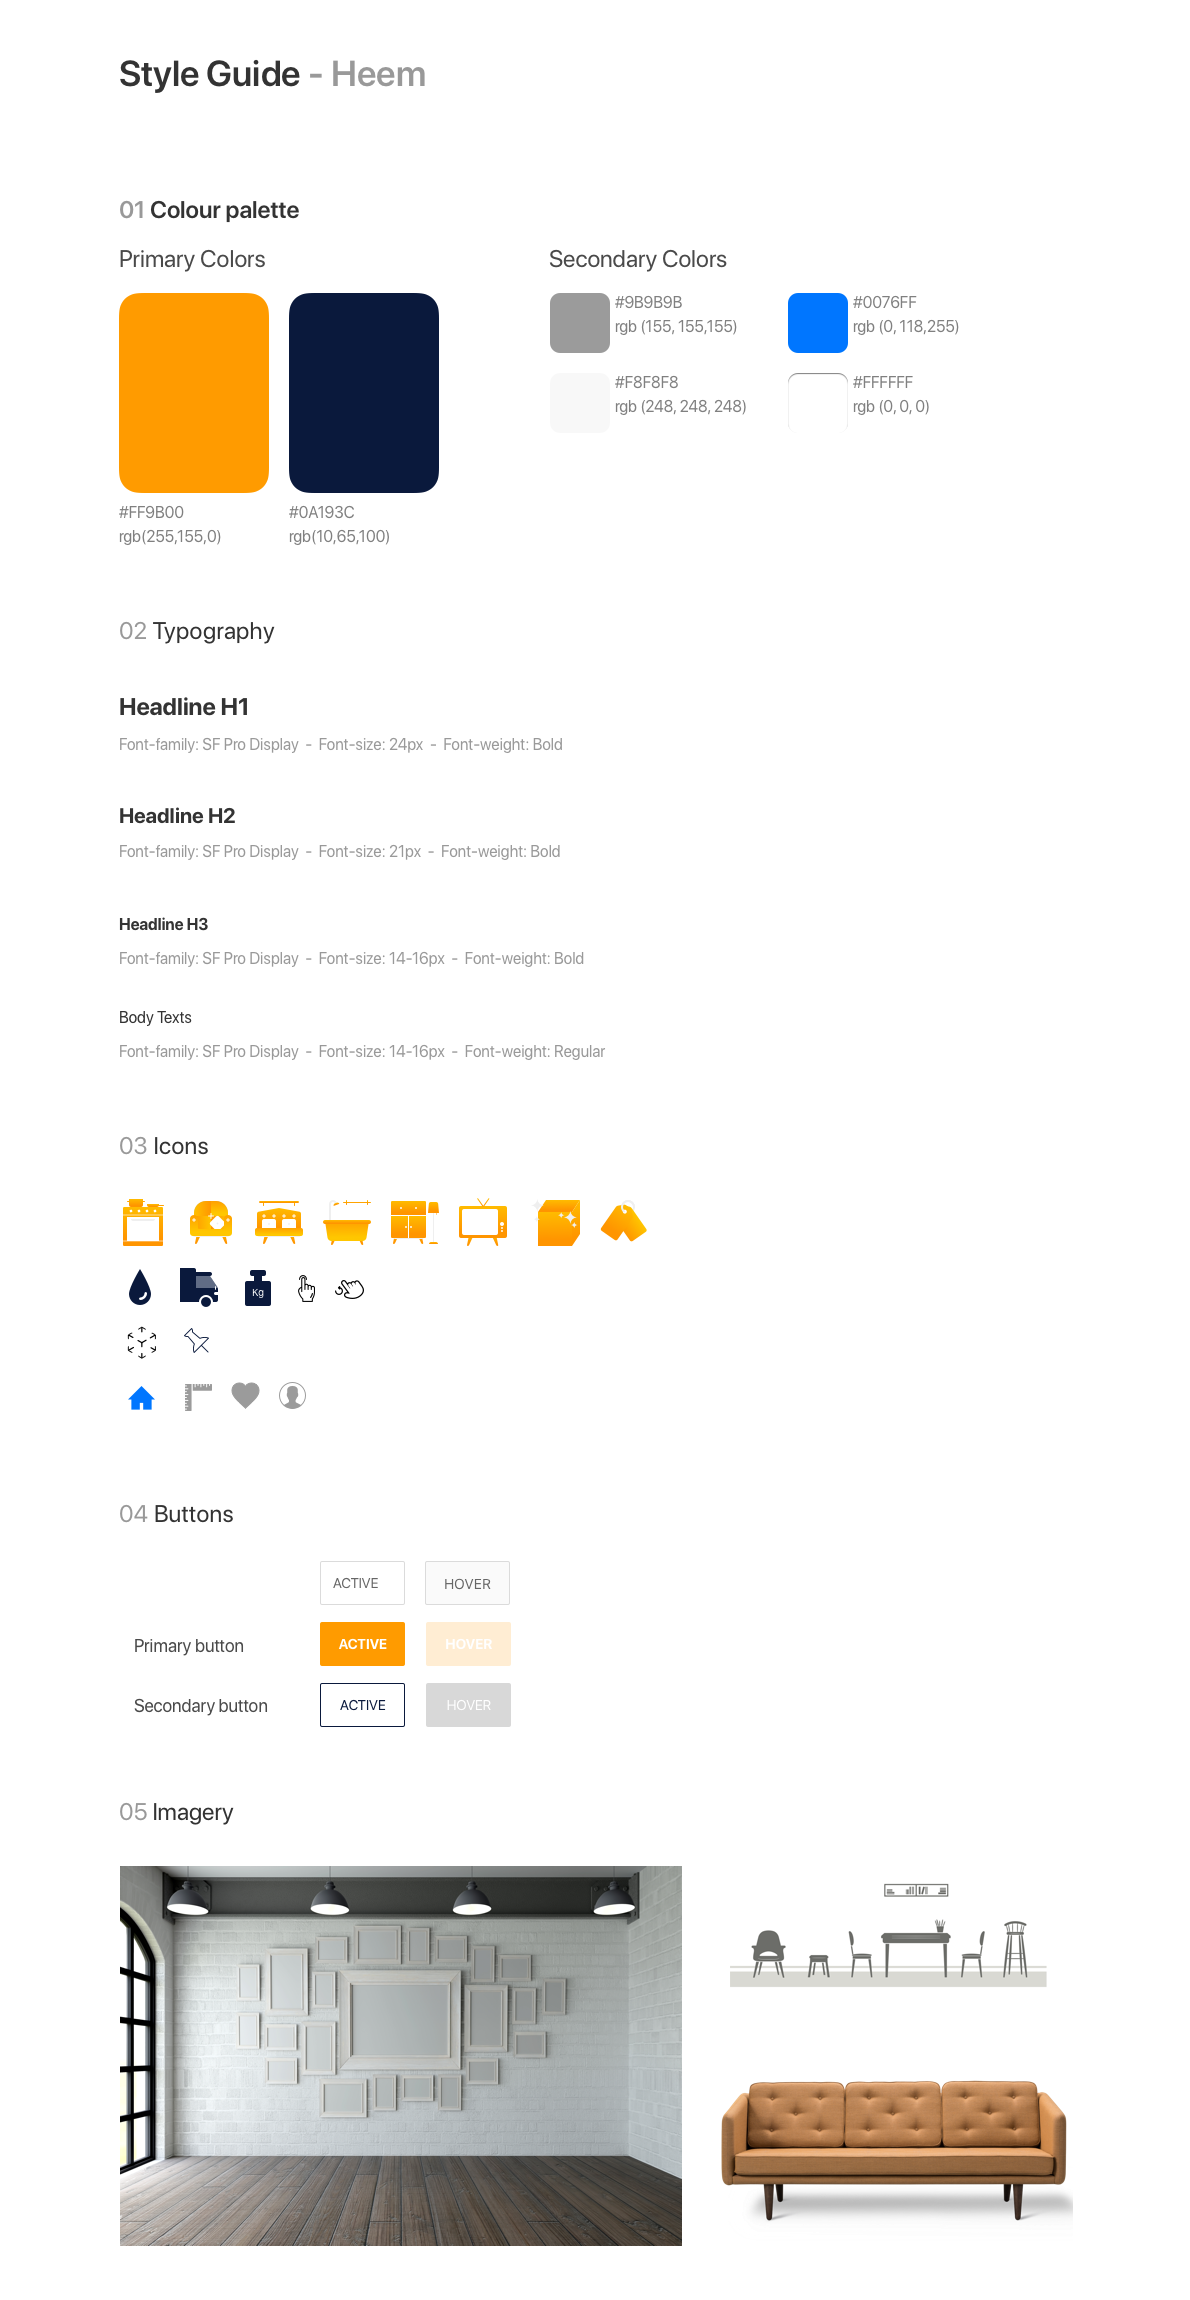 Style Guide - Heem
01 Colour palette
Primary Colors
#FF9B00
rgb(255,155,0)
#0A193C
rgb(10,65,100)
Secondary Colors
#9B9B9B
rgb (155, 155,155)
#0076FF
rgb (0, 118,255)
#F8F8F8
rgb (248, 248, 248)
#FFFFFF
rgb (0, 0, 0)
02 Typography
Headline H1
Font-family: SF Pro Display - Font-size: 24px - Font-weight: Bold
Headline H2
Font-family: SF Pro Display - Font-size: 21px - Font-weight: Bold
Headline H3
Font-family: SF Pro Display - Font-size: 14-16px - Font-weight: Bold
Body Texts
Font-family: SF Pro Display - Font-size: 14-16px - Font-weight: Regular
03 Icons
Kg
04 Buttons
ACTIVE
HOVER
Primary button
ACTIVE
HOVER
Secondary button
ACTIVE
HOVER
05 Imagery